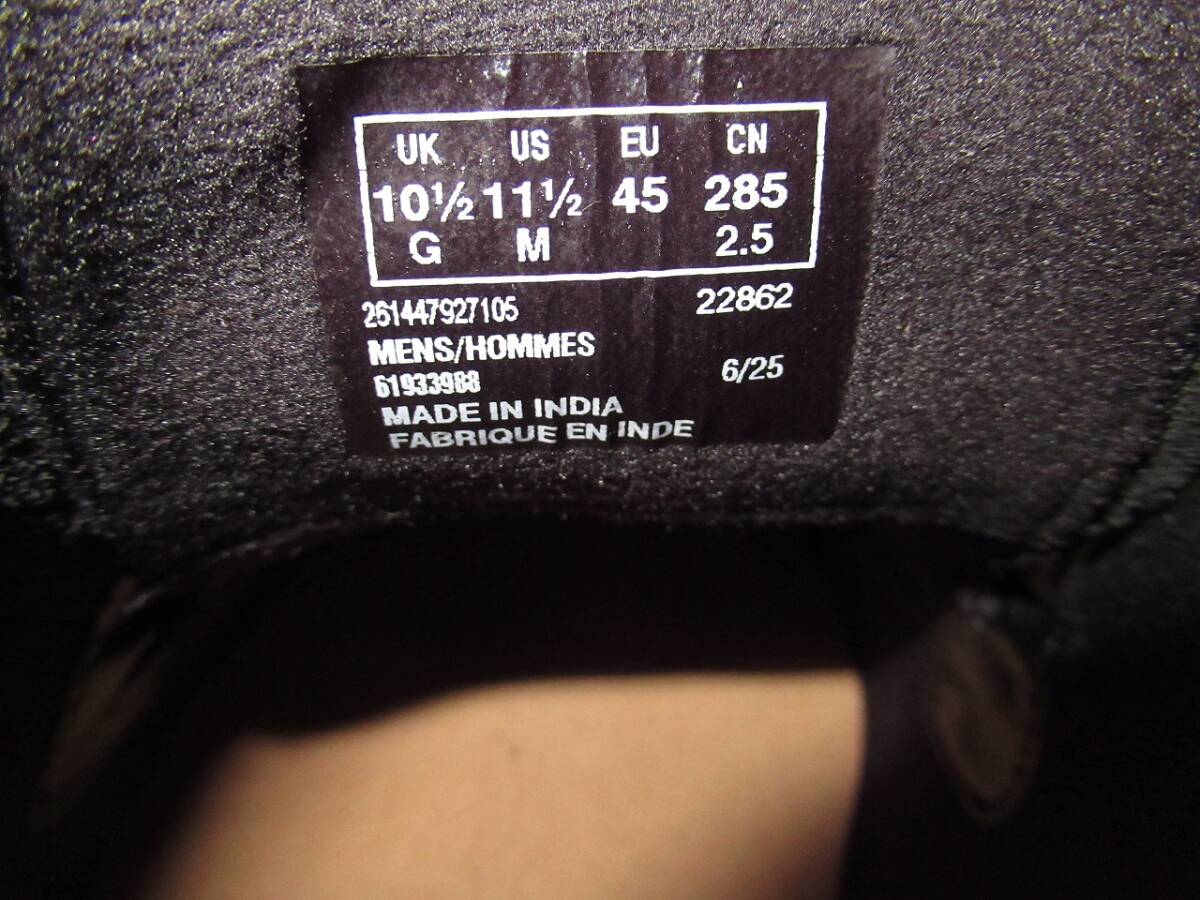 UK US EU CN
10½ 11½ 45 285
G M 2.5
261447927105 22862
MENS/HOMMES
61933988 6/25
MADE IN INDIA
FABRIQUE EN INDE